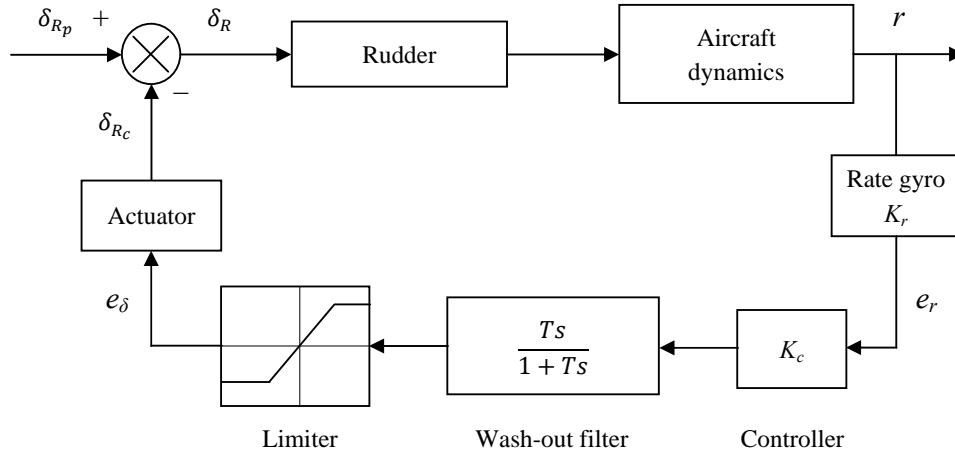 δ_{R_p} +
δ_R
r
Rudder
Aircraft
dynamics
−
δ_{R_c}
Rate gyro
K_r
Actuator
e_δ
e_r
Ts
1 + Ts
K_c
Limiter
Wash-out filter
Controller